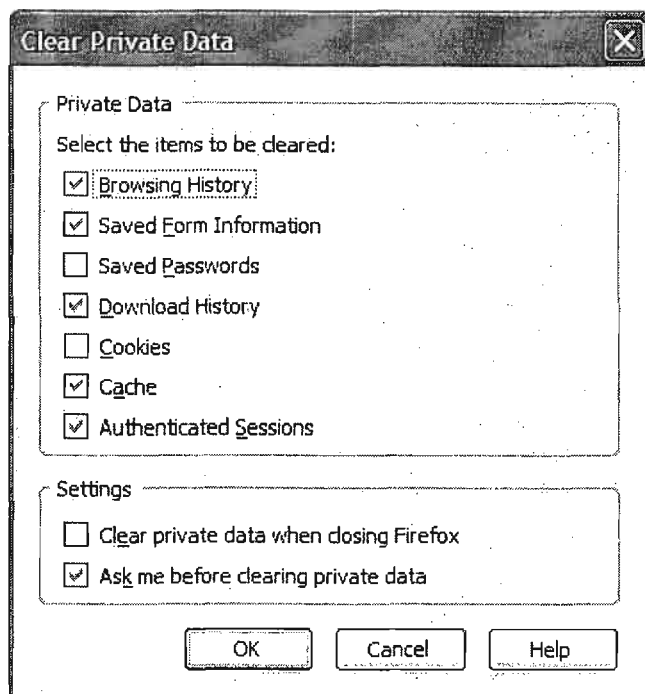 Clear Private Data
Private Data
Select the items to be cleared:
Browsing History
Saved Form Information
Saved Passwords
Download History
Cookies
Cache
Authenticated Sessions
Settings
Clear private data when closing Firefox
Ask me before clearing private data
OK Cancel Help